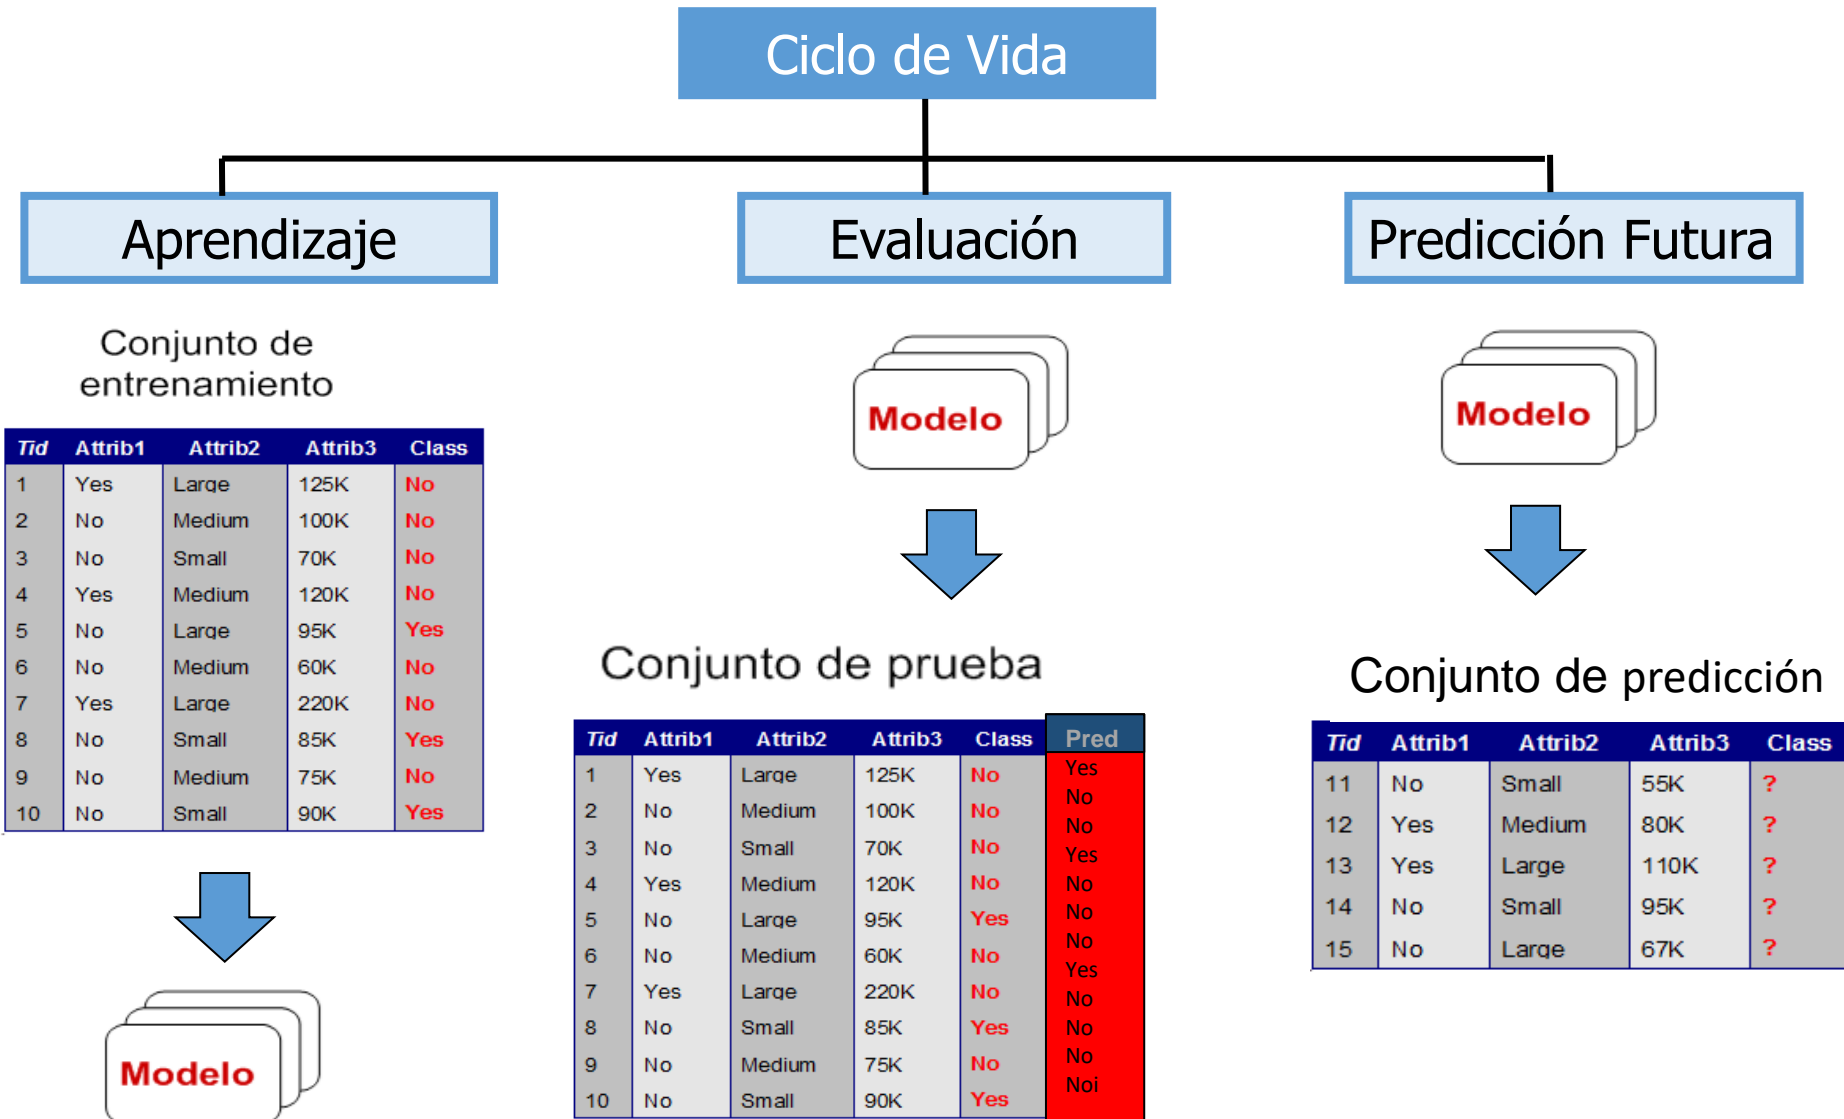 Ciclo de Vida
Aprendizaje
Evaluación
Predicción Futura
Conjunto de
entrenamiento
Tid Attrib1 Attrib2 Attrib3 Class
1 Yes Large 125K No
2 No Medium 100K No
3 No Small 70K No
4 Yes Medium 120K No
5 No Large 95K Yes
6 No Medium 60K No
7 Yes Large 220K No
8 No Small 85K Yes
9 No Medium 75K No
10 No Small 90K Yes
Modelo
Modelo
Conjunto de prueba
Tid Attrib1 Attrib2 Attrib3 Class
1 Yes Large 125K No
2 No Medium 100K No
3 No Small 70K No
4 Yes Medium 120K No
5 No Large 95K Yes
6 No Medium 60K No
7 Yes Large 220K No
8 No Small 85K Yes
9 No Medium 75K No
10 No Small 90K Yes
Pred
Yes
No
No
Yes
No
No
No
Yes
No
No
No
Noi
Modelo
Conjunto de predicción
Tid Attrib1 Attrib2 Attrib3 Class
11 No Small 55K ?
12 Yes Medium 80K ?
13 Yes Large 110K ?
14 No Small 95K ?
15 No Large 67K ?